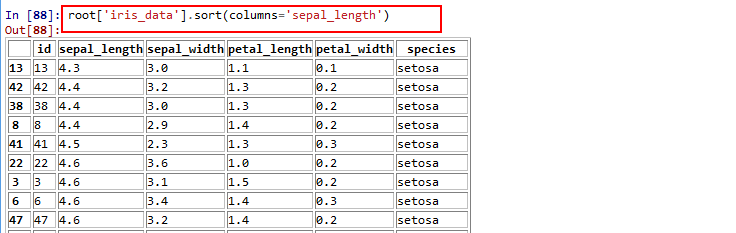 In [88]: root['iris_data'].sort(columns='sepal_length')
Out[88]:
id sepal_length sepal_width petal_length petal_width species
13 13 4.3 3.0 1.1 0.1 setosa
42 42 4.4 3.2 1.3 0.2 setosa
38 38 4.4 3.0 1.3 0.2 setosa
8 8 4.4 2.9 1.4 0.2 setosa
41 41 4.5 2.3 1.3 0.3 setosa
22 22 4.6 3.6 1.0 0.2 setosa
3 3 4.6 3.1 1.5 0.2 setosa
6 6 4.6 3.4 1.4 0.3 setosa
47 47 4.6 3.2 1.4 0.2 setosa